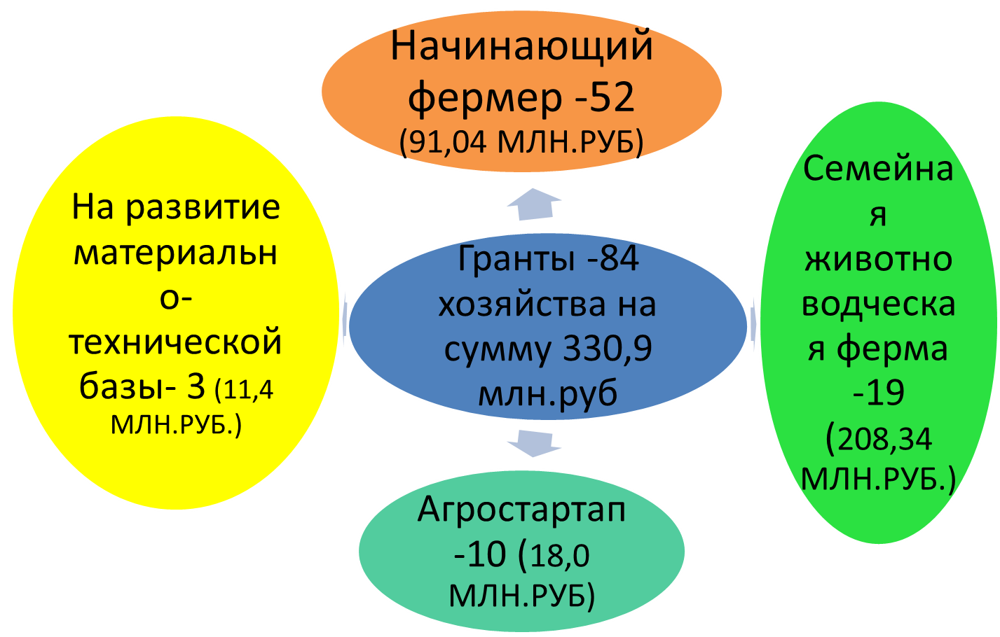 Начинающий
фермер -52
(91,04 МЛН.РУБ)
На развитие
материальн
о-
технической
базы- 3 (11,4
МЛН.РУБ.)
Гранты -84
хозяйства на
сумму 330,9
млн.руб
Семейна
я
животно
водческа
я ферма
-19
(208,34
МЛН.РУБ.)
Агростартап
-10 (18,0
МЛН.РУБ)